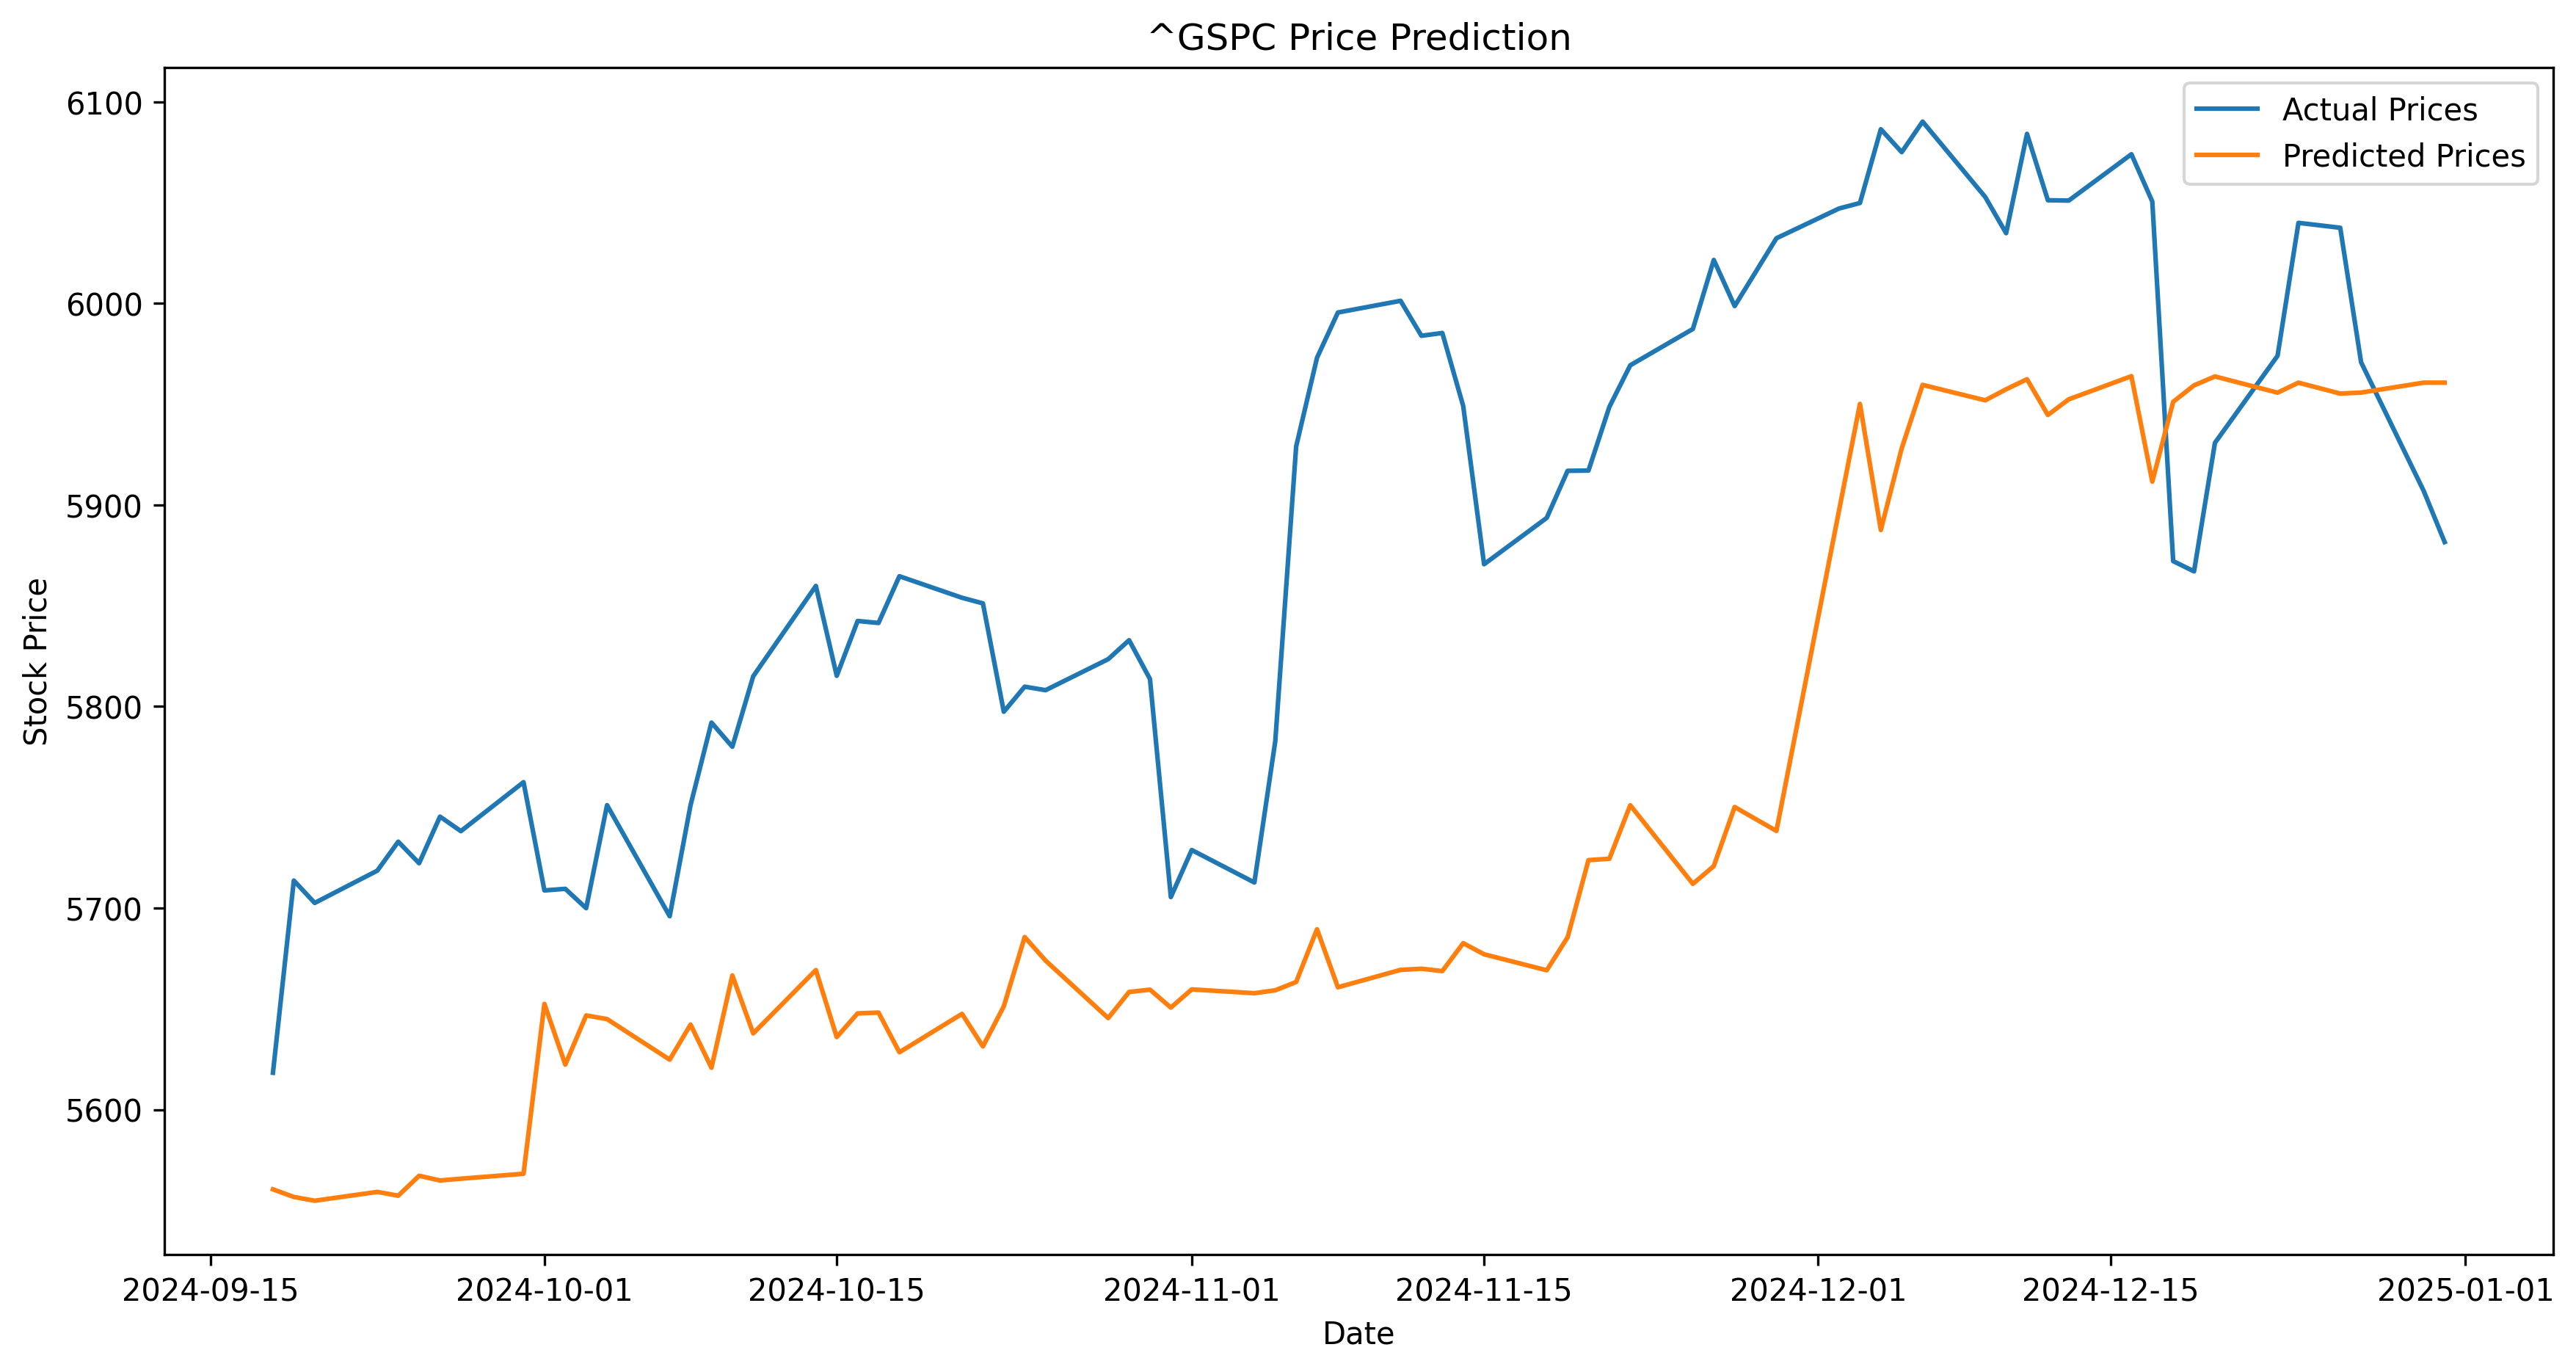 ^GSPC Price Prediction
Actual Prices
Predicted Prices
6100
6000
5900
5800
5700
5600
Stock Price
2024-09-15
2024-10-01
2024-10-15
2024-11-01
2024-11-15
2024-12-01
2024-12-15
2025-01-01
Date